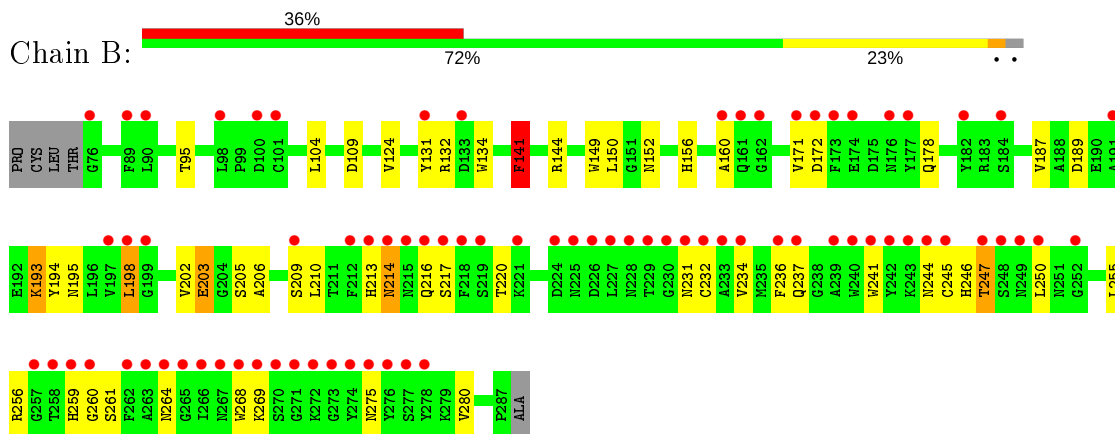 36%
Chain B:
72% 23% • •
PRO CYS LEU THR G76 F89 L90 T95 L98 P99 D100 C101 L104 D109 V124 Y131 R132 D133 W134 F141 R144 W149 L150 G151 N152 H156 A160 Q161 G162 V171 D172 F173 E174 D175 N176 Y177 Q178 Y182 R183 S184 V187 A188 D189 E190 A191
E192 K193 Y194 N195 L196 V197 L198 G199 V202 E203 G204 S205 A206 S209 L210 T211 F212 H213 N214 N215 Q216 S217 F218 S219 T220 K221 D224 N225 D226 L227 N228 T229 G230 N231 C232 A233 V234 M235 F236 Q237 G238 A239 W240 W241 Y242 K243 N244 C245 H246 T247 S248 N249 L250 N251 G252 L255
R256 G257 T258 H259 G260 S261 F262 A263 N264 G265 I266 N267 W268 K269 S270 G271 K272 G273 Y274 N275 Y276 S277 Y278 K279 V280 P287 ALA